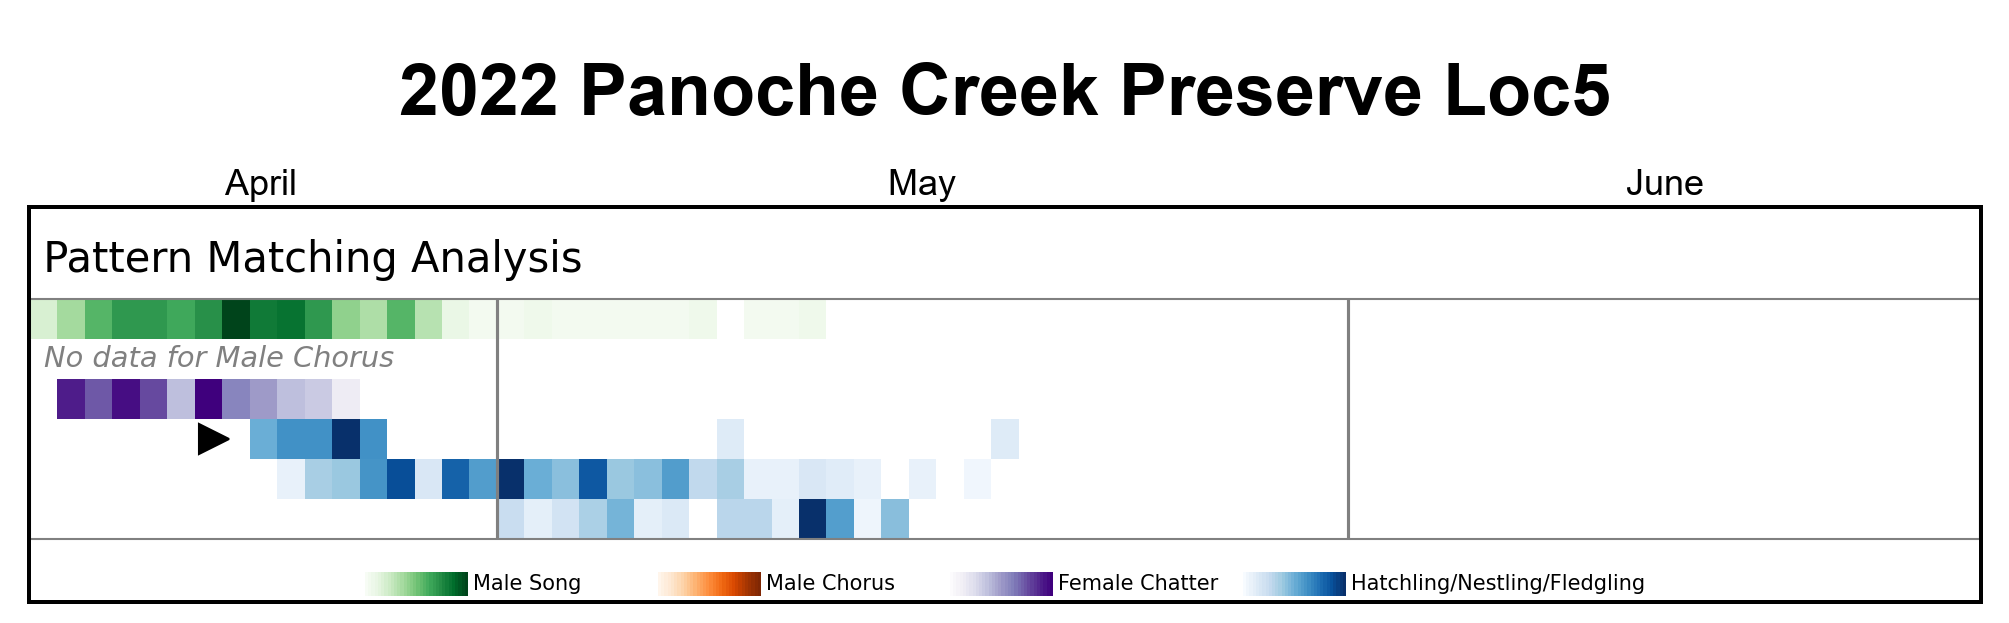 2022 Panoche Creek Preserve Loc5
April May June
Pattern Matching Analysis
No data for Male Chorus
Male Song Male Chorus Female Chatter Hatchling/Nestling/Fledgling